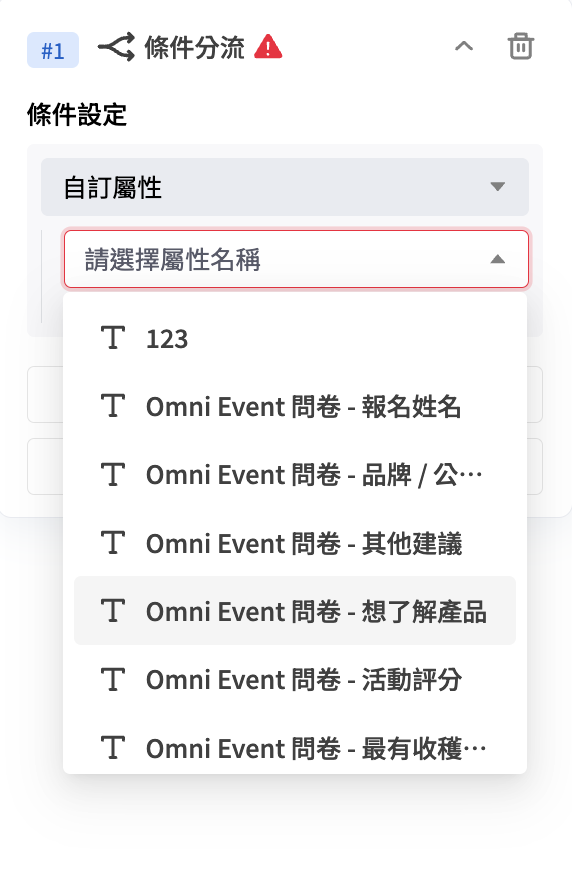 #1 條件分流
條件設定
自訂屬性
請選擇屬性名稱
123
Omni Event 問卷 - 報名姓名
Omni Event 問卷 - 品牌 / 公…
Omni Event 問卷 - 其他建議
Omni Event 問卷 - 想了解產品
Omni Event 問卷 - 活動評分
Omni Event 問卷 - 最有收穫…